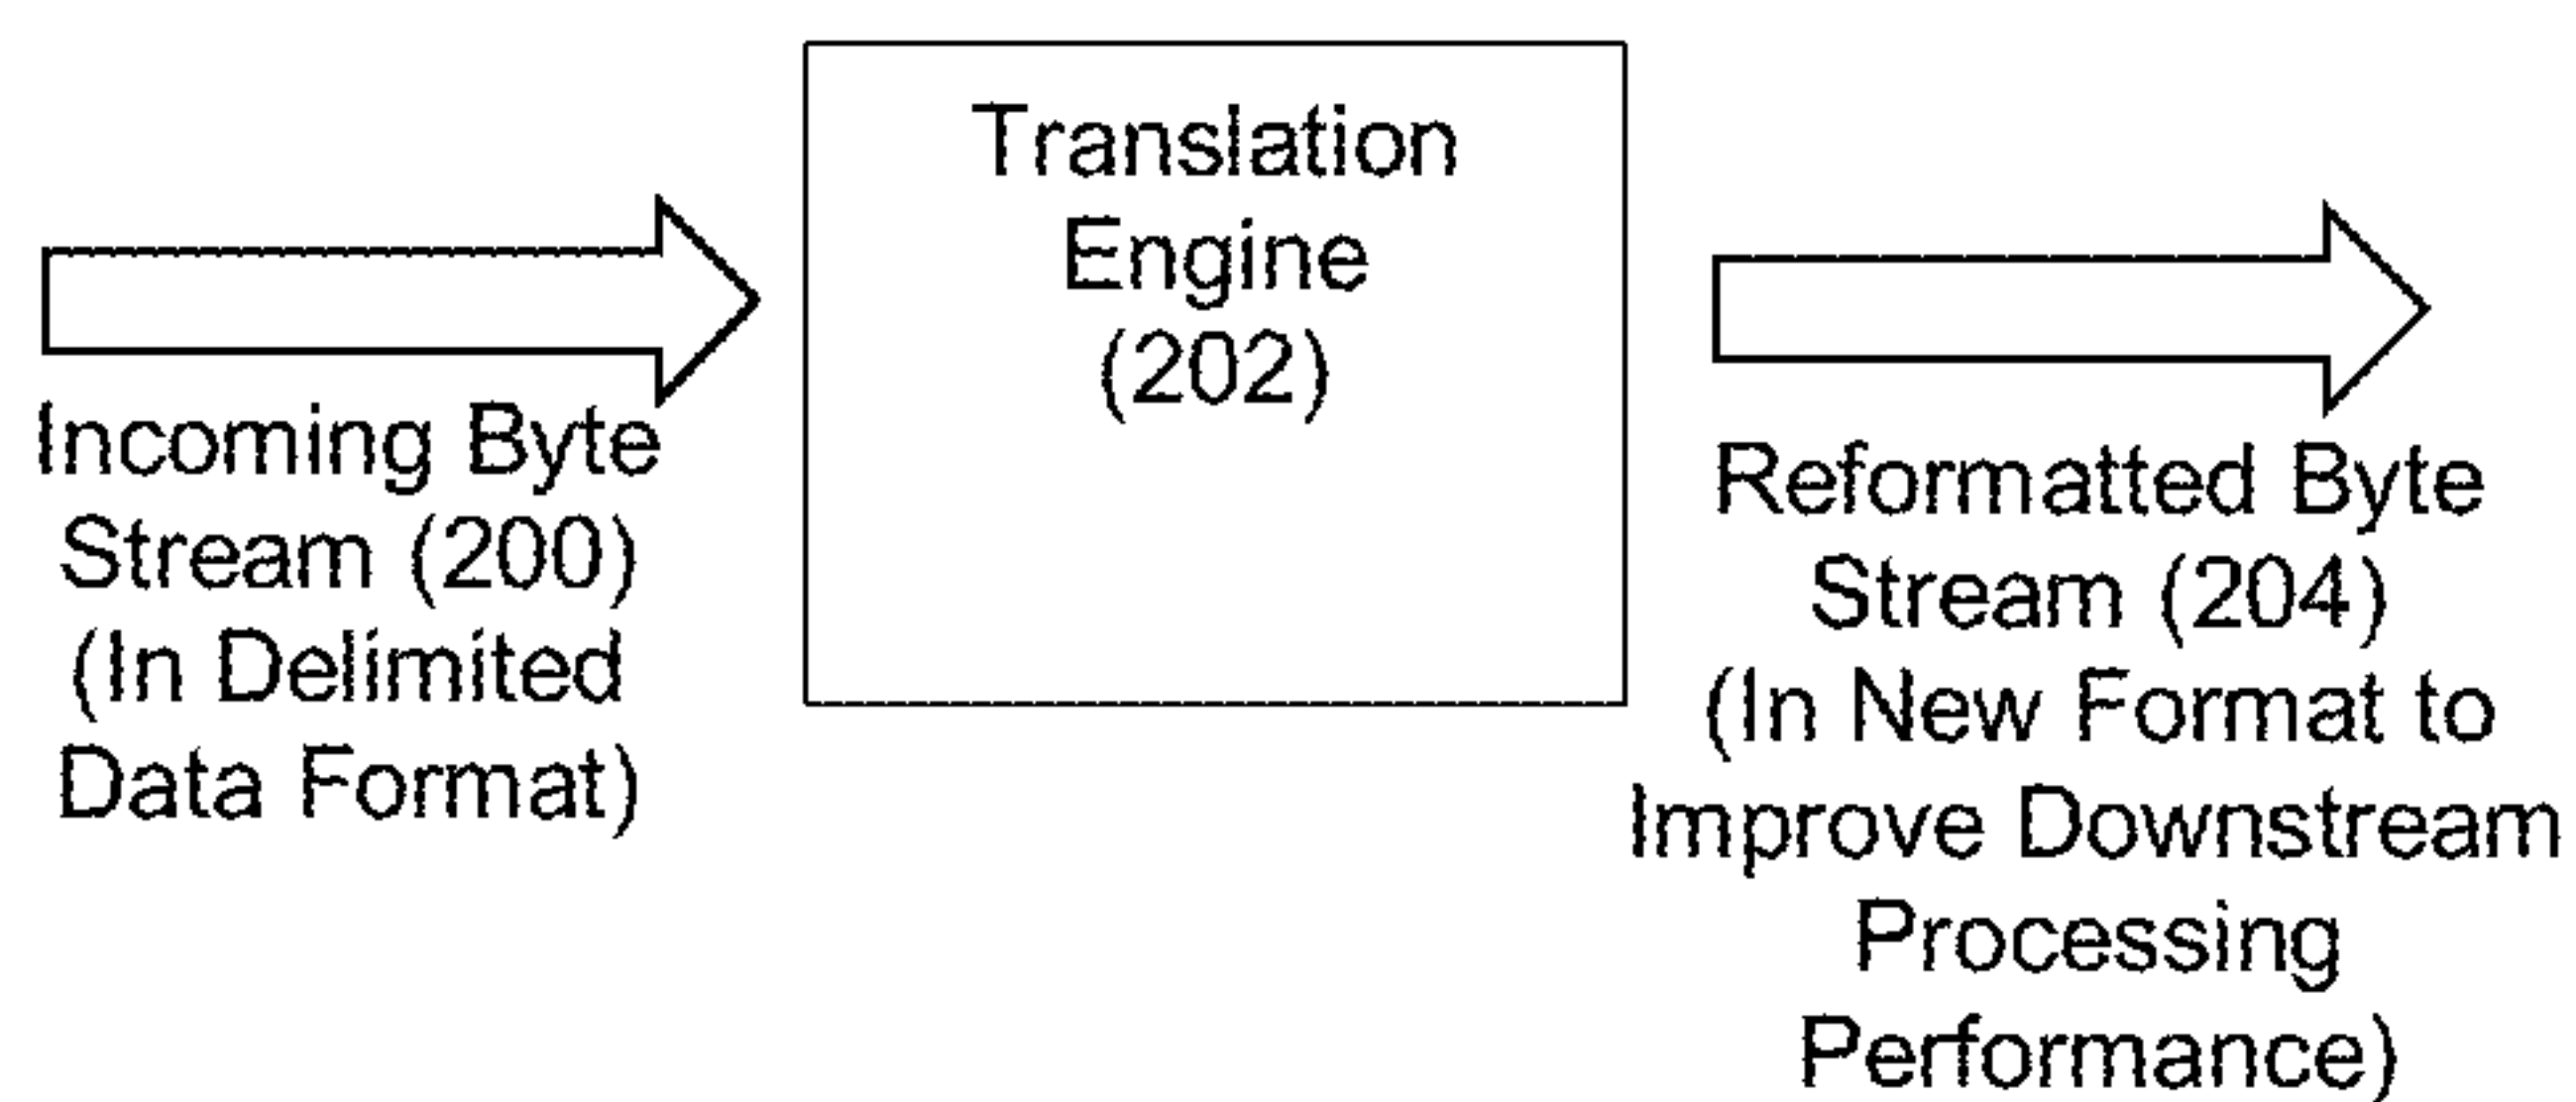 Translation
Engine
(202)
Incoming Byte
Stream (200)
(In Delimited
Data Format)
Reformatted Byte
Stream (204)
(In New Format to
Improve Downstream
Processing
Performance)